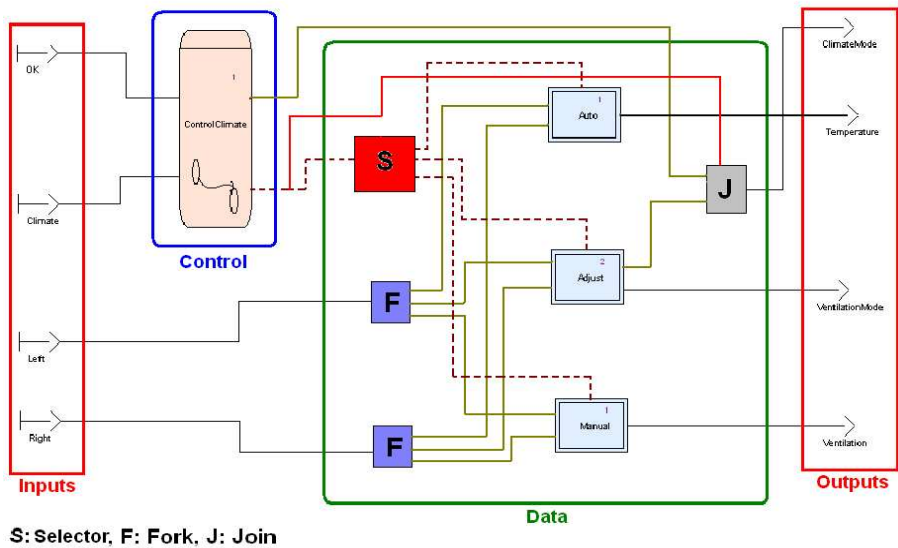 OK
Climate
Left
Right
Inputs
1
ControlClimate
Control
S
F
F
1
Auto
2
Adjust
1
Manual
J
Data
ClimateMode
Temperature
VentilationMode
Ventilation
Outputs
S: Selector, F: Fork, J: Join